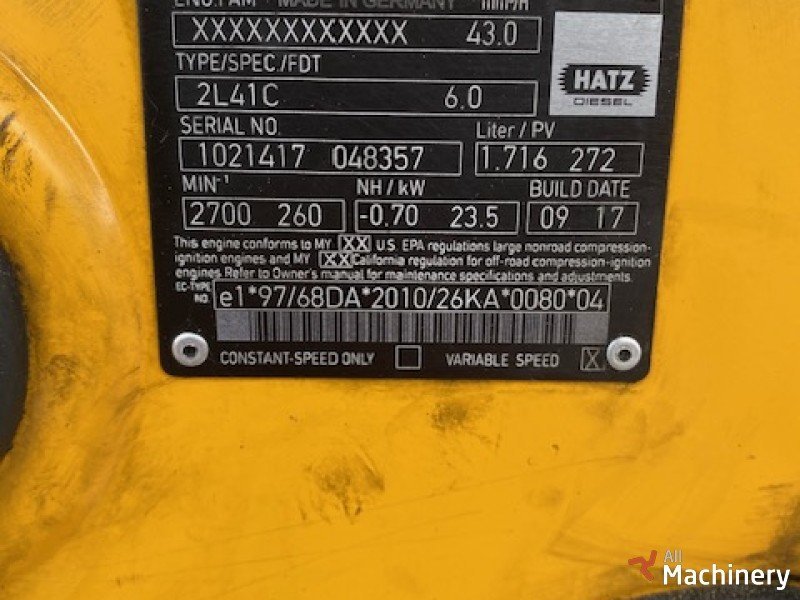 ENG.FAM MADE IN GERMANY mm³/H
XXXXXXXXXXXX 43.0
TYPE/SPEC./FDT
2L41C 6.0
HATZ
DIESEL
SERIAL NO. Liter / PV
1021417 048357 1.716 272
MIN⁻¹ NH / kW BUILD DATE
2700 260 -0.70 23.5 09 17
This engine conforms to MY XX U.S. EPA regulations large nonroad compression-
ignition engines and MY XX California regulation for off-road compression-ignition
engines. Refer to Owner's manual for maintenance specifications and adjustments.
EC-TYPE
NO. e1*97/68DA*2010/26KA*0080*04
CONSTANT-SPEED ONLY VARIABLE SPEED X
All
Machinery